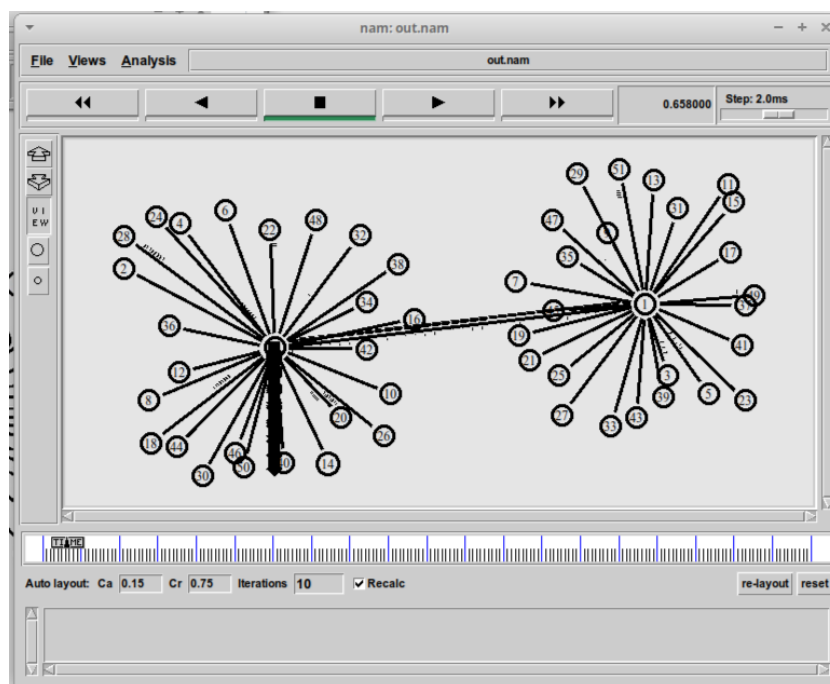 nam: out.nam
File Views Analysis out.nam
0.658000 Step: 2.0ms
V I
E W
29 51 13 11
15
24 4 6 22 48 32 47 31
28
2 38 35 17
7
34 1 49
36 16 37
42 19
12 21 41
8 10 25 3 5 23
20 39
18 44 26 27 33 43
30 46 50 40 14
TIME
Auto layout: Ca 0.15 Cr 0.75 Iterations 10 Recalc re-layout reset